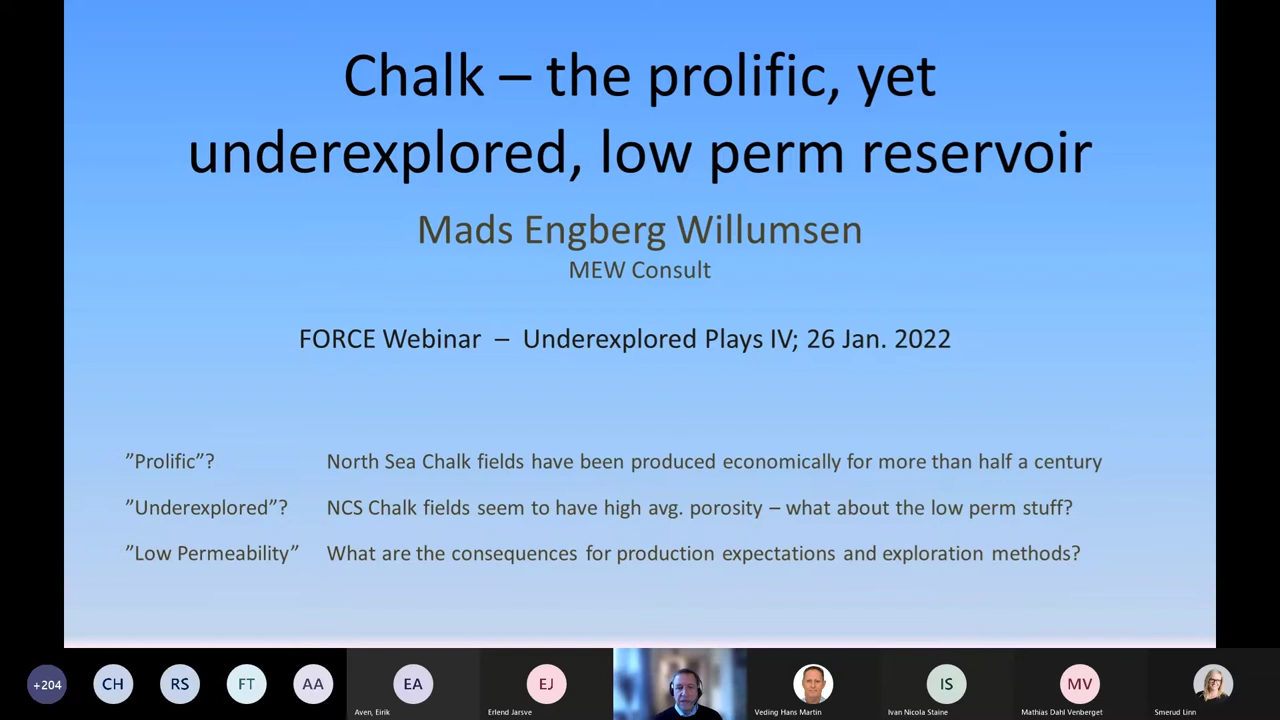 Chalk – the prolific, yet
underexplored, low perm reservoir
Mads Engberg Willumsen
MEW Consult
FORCE Webinar – Underexplored Plays IV; 26 Jan. 2022
”Prolific”? North Sea Chalk fields have been produced economically for more than half a century
”Underexplored”? NCS Chalk fields seem to have high avg. porosity – what about the low perm stuff?
”Low Permeability” What are the consequences for production expectations and exploration methods?
+204 CH RS FT AA EA EJ IS MV
Aven, Eirik Erlend Jarsve Veding Hans Martin Ivan Nicola Staine Mathias Dahl Venberget Smerud Linn